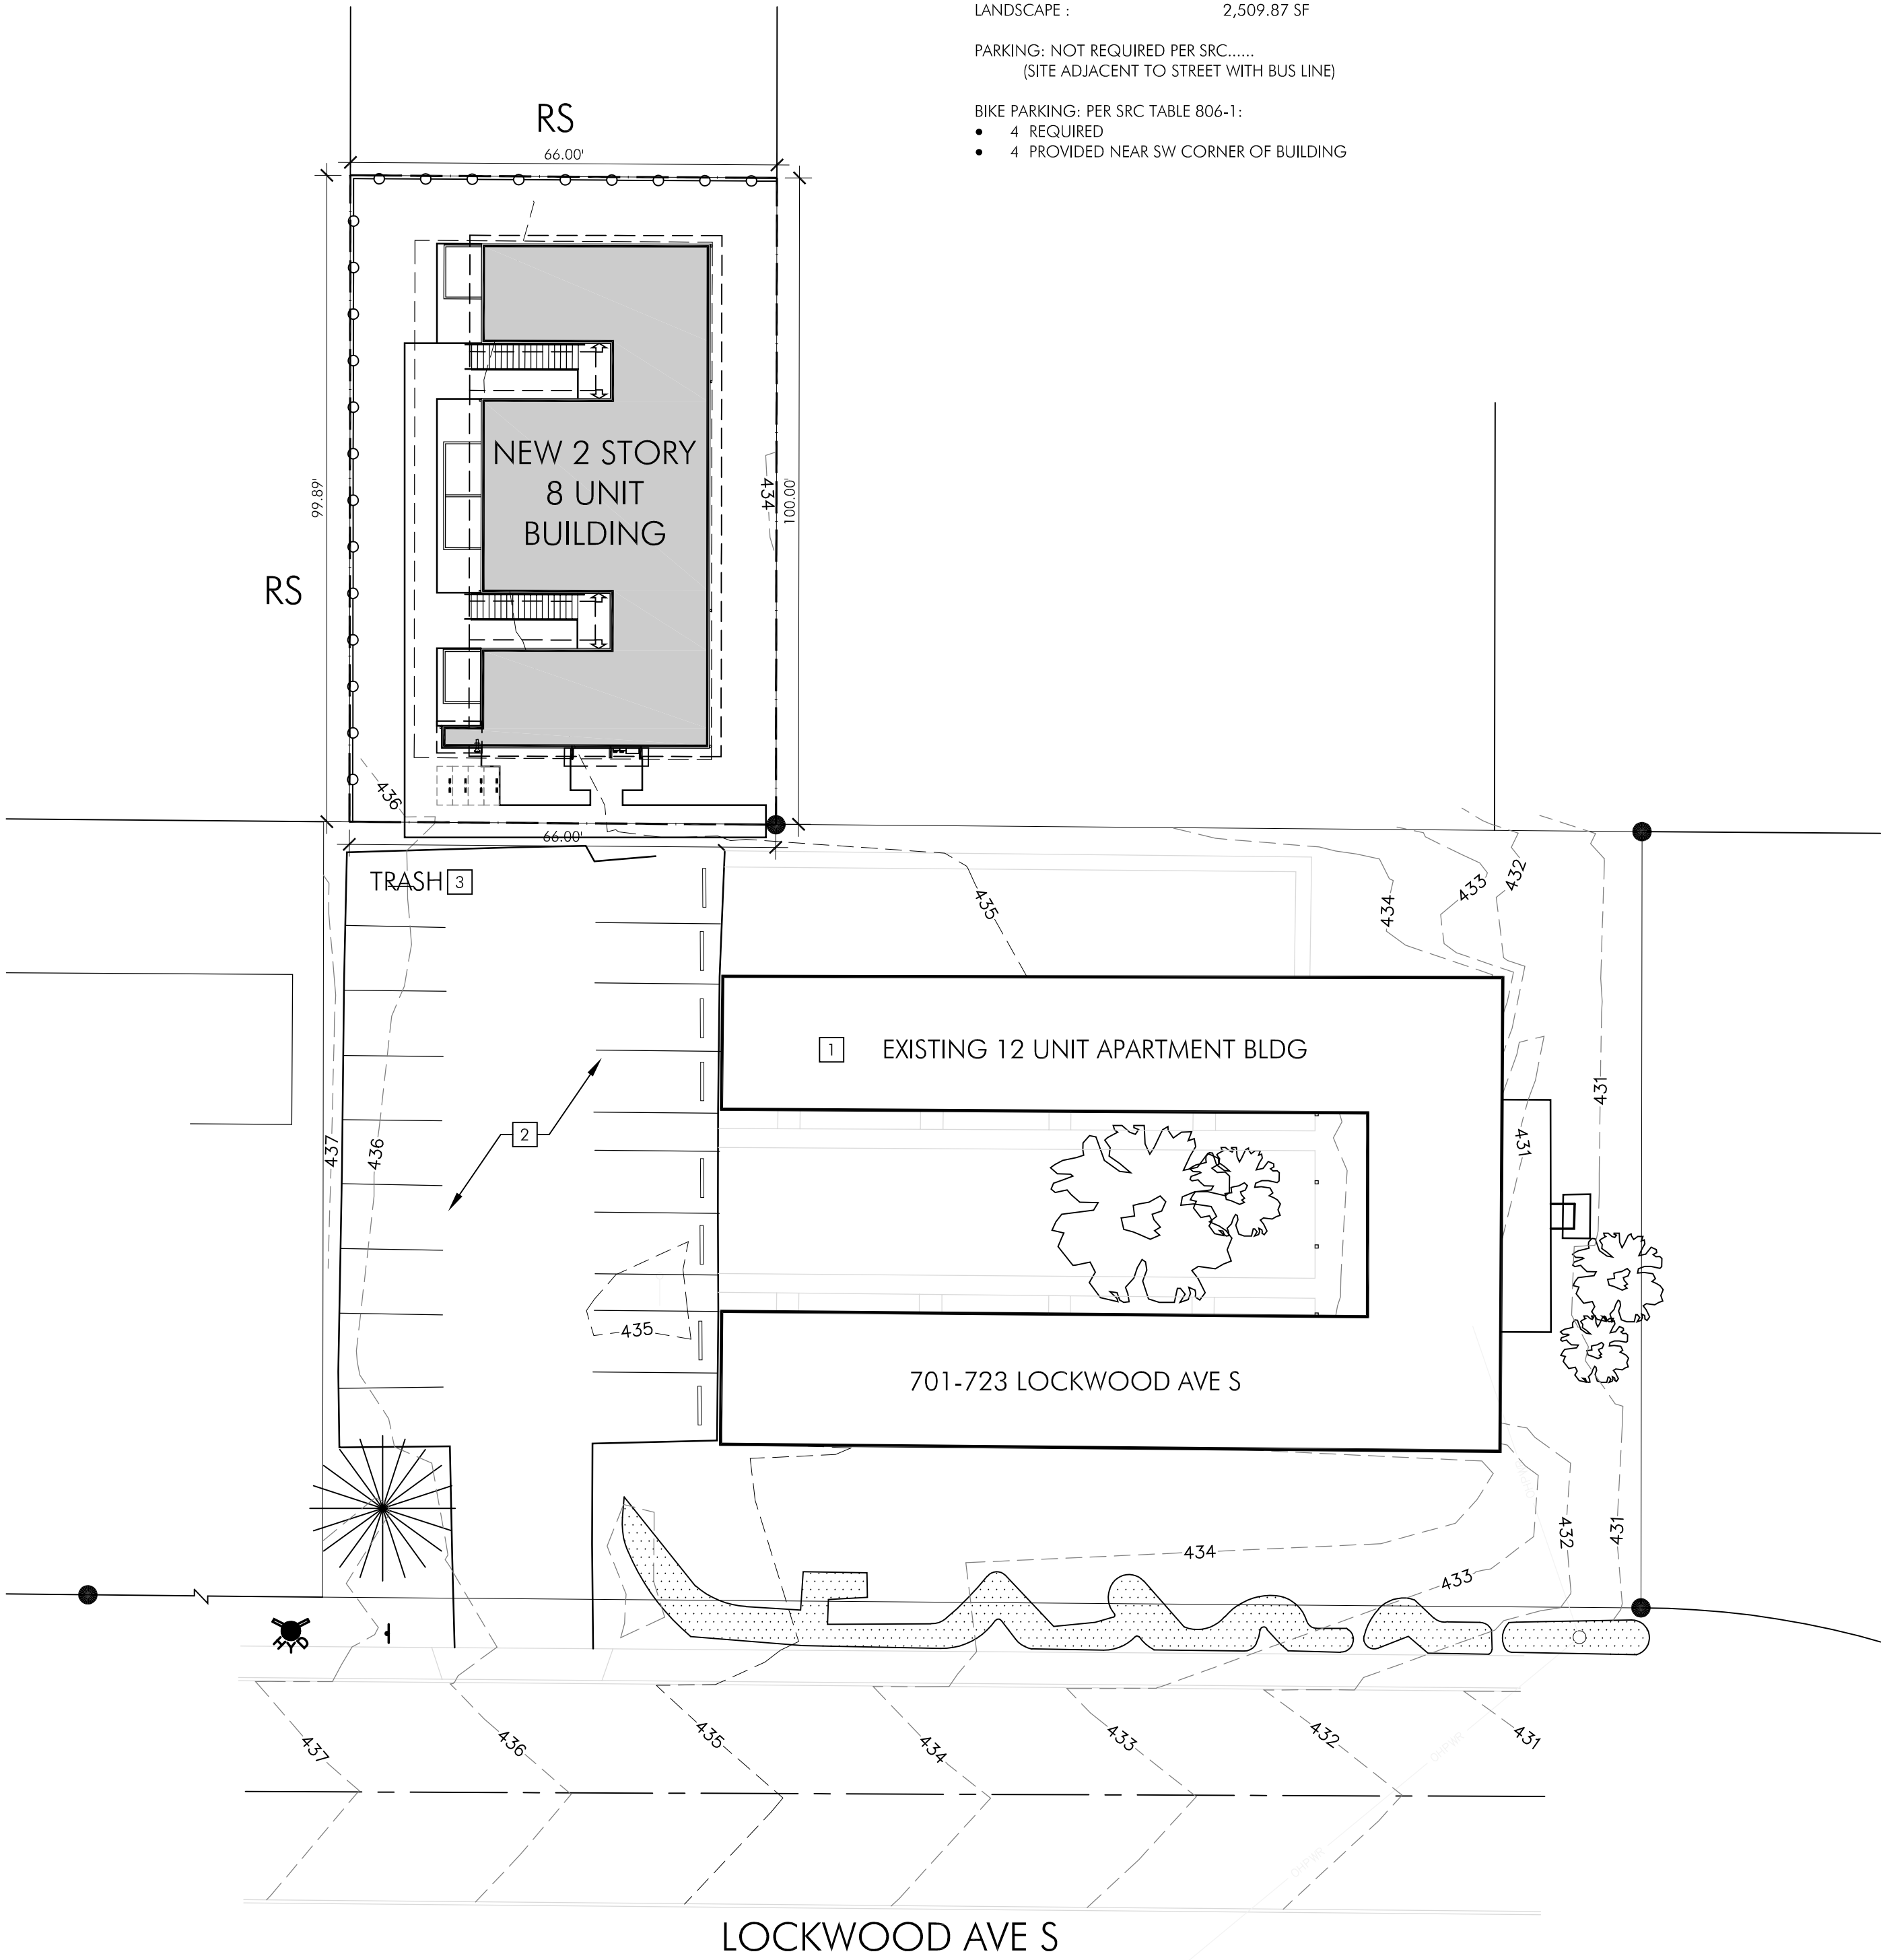 LANDSCAPE : 2,509.87 SF
PARKING: NOT REQUIRED PER SRC......
(SITE ADJACENT TO STREET WITH BUS LINE)
BIKE PARKING: PER SRC TABLE 806-1:
● 4 REQUIRED
● 4 PROVIDED NEAR SW CORNER OF BUILDING
RS
66.00'
NEW 2 STORY
8 UNIT
BUILDING
99.89'
434
100.00'
RS
436
66.00'
TRASH 3
435
434
433
432
1 EXISTING 12 UNIT APARTMENT BLDG
431
437
436
2
431
435
701-723 LOCKWOOD AVE S
434
433
432
431
HYD
437
436
435
434
433
432
431
OHPWR
OHPWR
LOCKWOOD AVE S